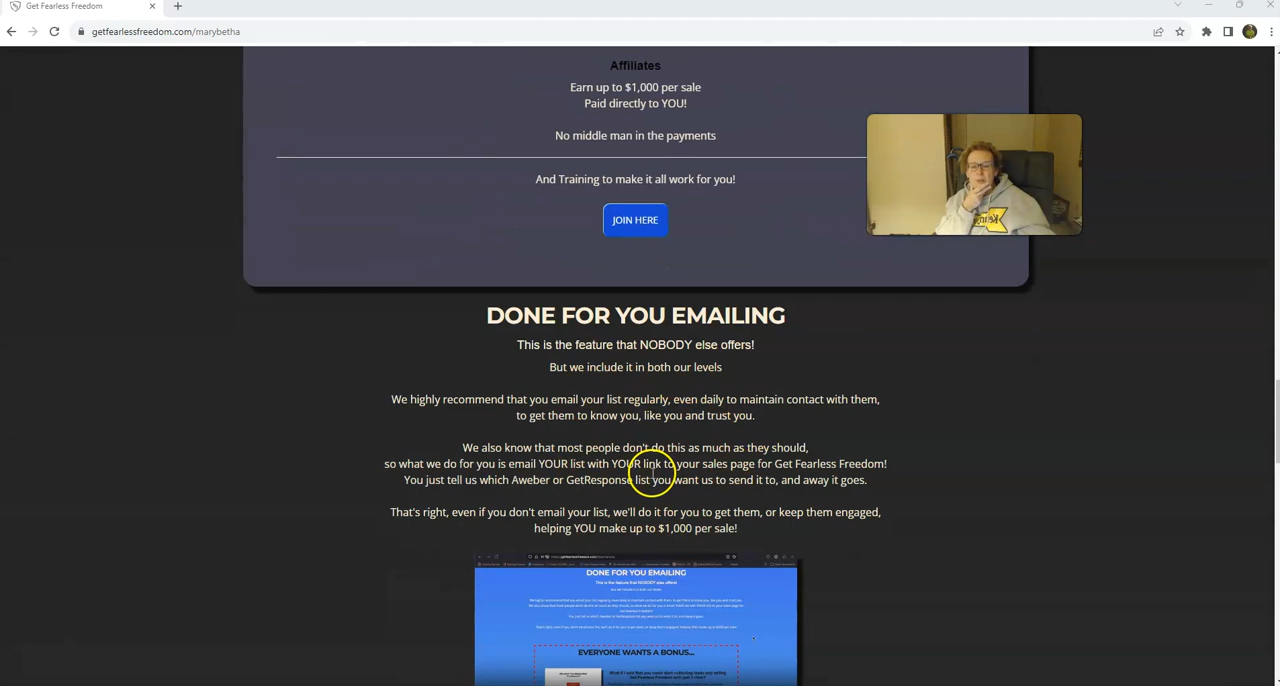 Get Fearless Freedom
getfearlessfreedom.com/marybetha
Affiliates
Earn up to $1,000 per sale
Paid directly to YOU!
No middle man in the payments
And Training to make it all work for you!
JOIN HERE
DONE FOR YOU EMAILING
This is the feature that NOBODY else offers!
But we include it in both our levels
We highly recommend that you email your list regularly, even daily to maintain contact with them,
to get them to know you, like you and trust you.
We also know that most people don't do this as much as they should,
so what we do for you is email YOUR list with YOUR link to your sales page for Get Fearless Freedom!
You just tell us which Aweber or GetResponse list you want us to send it to, and away it goes.
That's right, even if you don't email your list, we'll do it for you to get them, or keep them engaged,
helping YOU make up to $1,000 per sale!
DONE FOR YOU EMAILING
This is the feature that NOBODY else offers!
EVERYONE WANTS A BONUS...